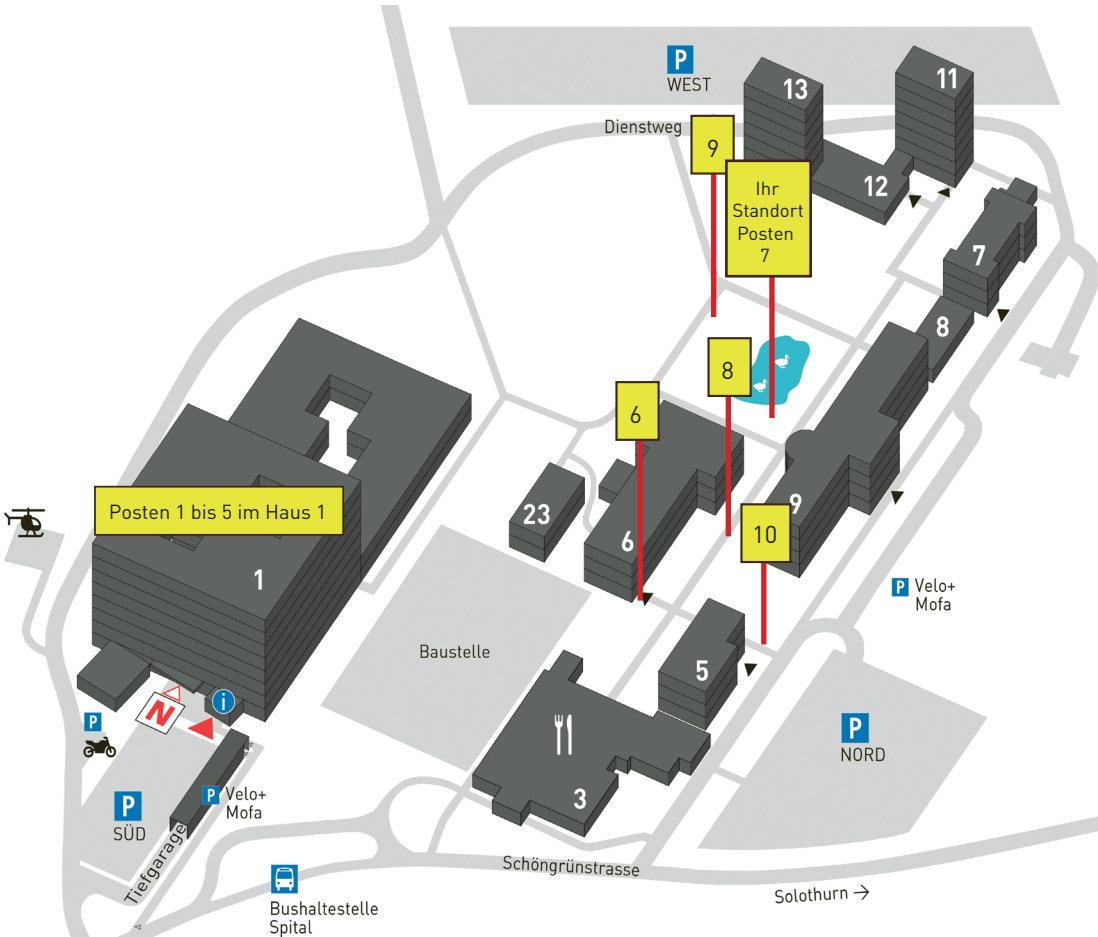 P
WEST
13
11
Dienstweg
9
12
Ihr
Standort
Posten
7
7
8
8
6
Posten 1 bis 5 im Haus 1
23
6
9
10
1
P
Velo+
Mofa
Baustelle
5
i
N
P
P
NORD
P
Velo+
Mofa
P
SÜD
3
Tiefgarage
Schöngrünstrasse
Solothurn →
Bushaltestelle
Spital